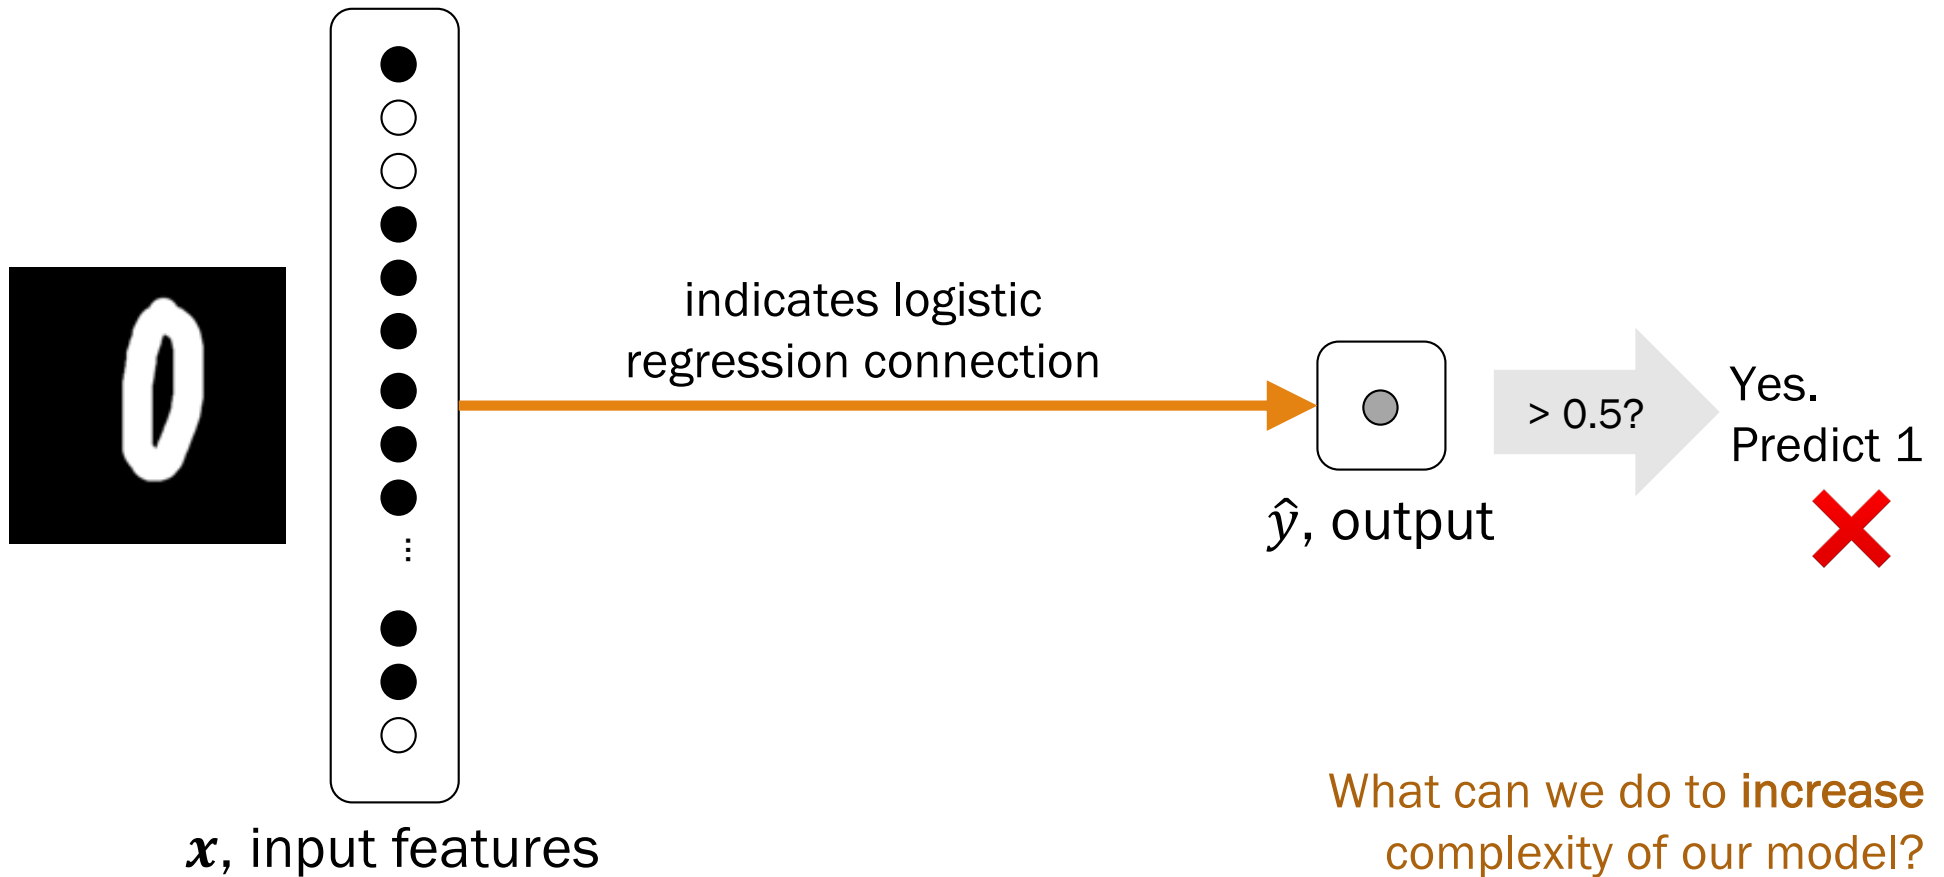 indicates logistic
regression connection
> 0.5?
Yes.
Predict 1
ŷ, output
...
x, input features
What can we do to increase
complexity of our model?